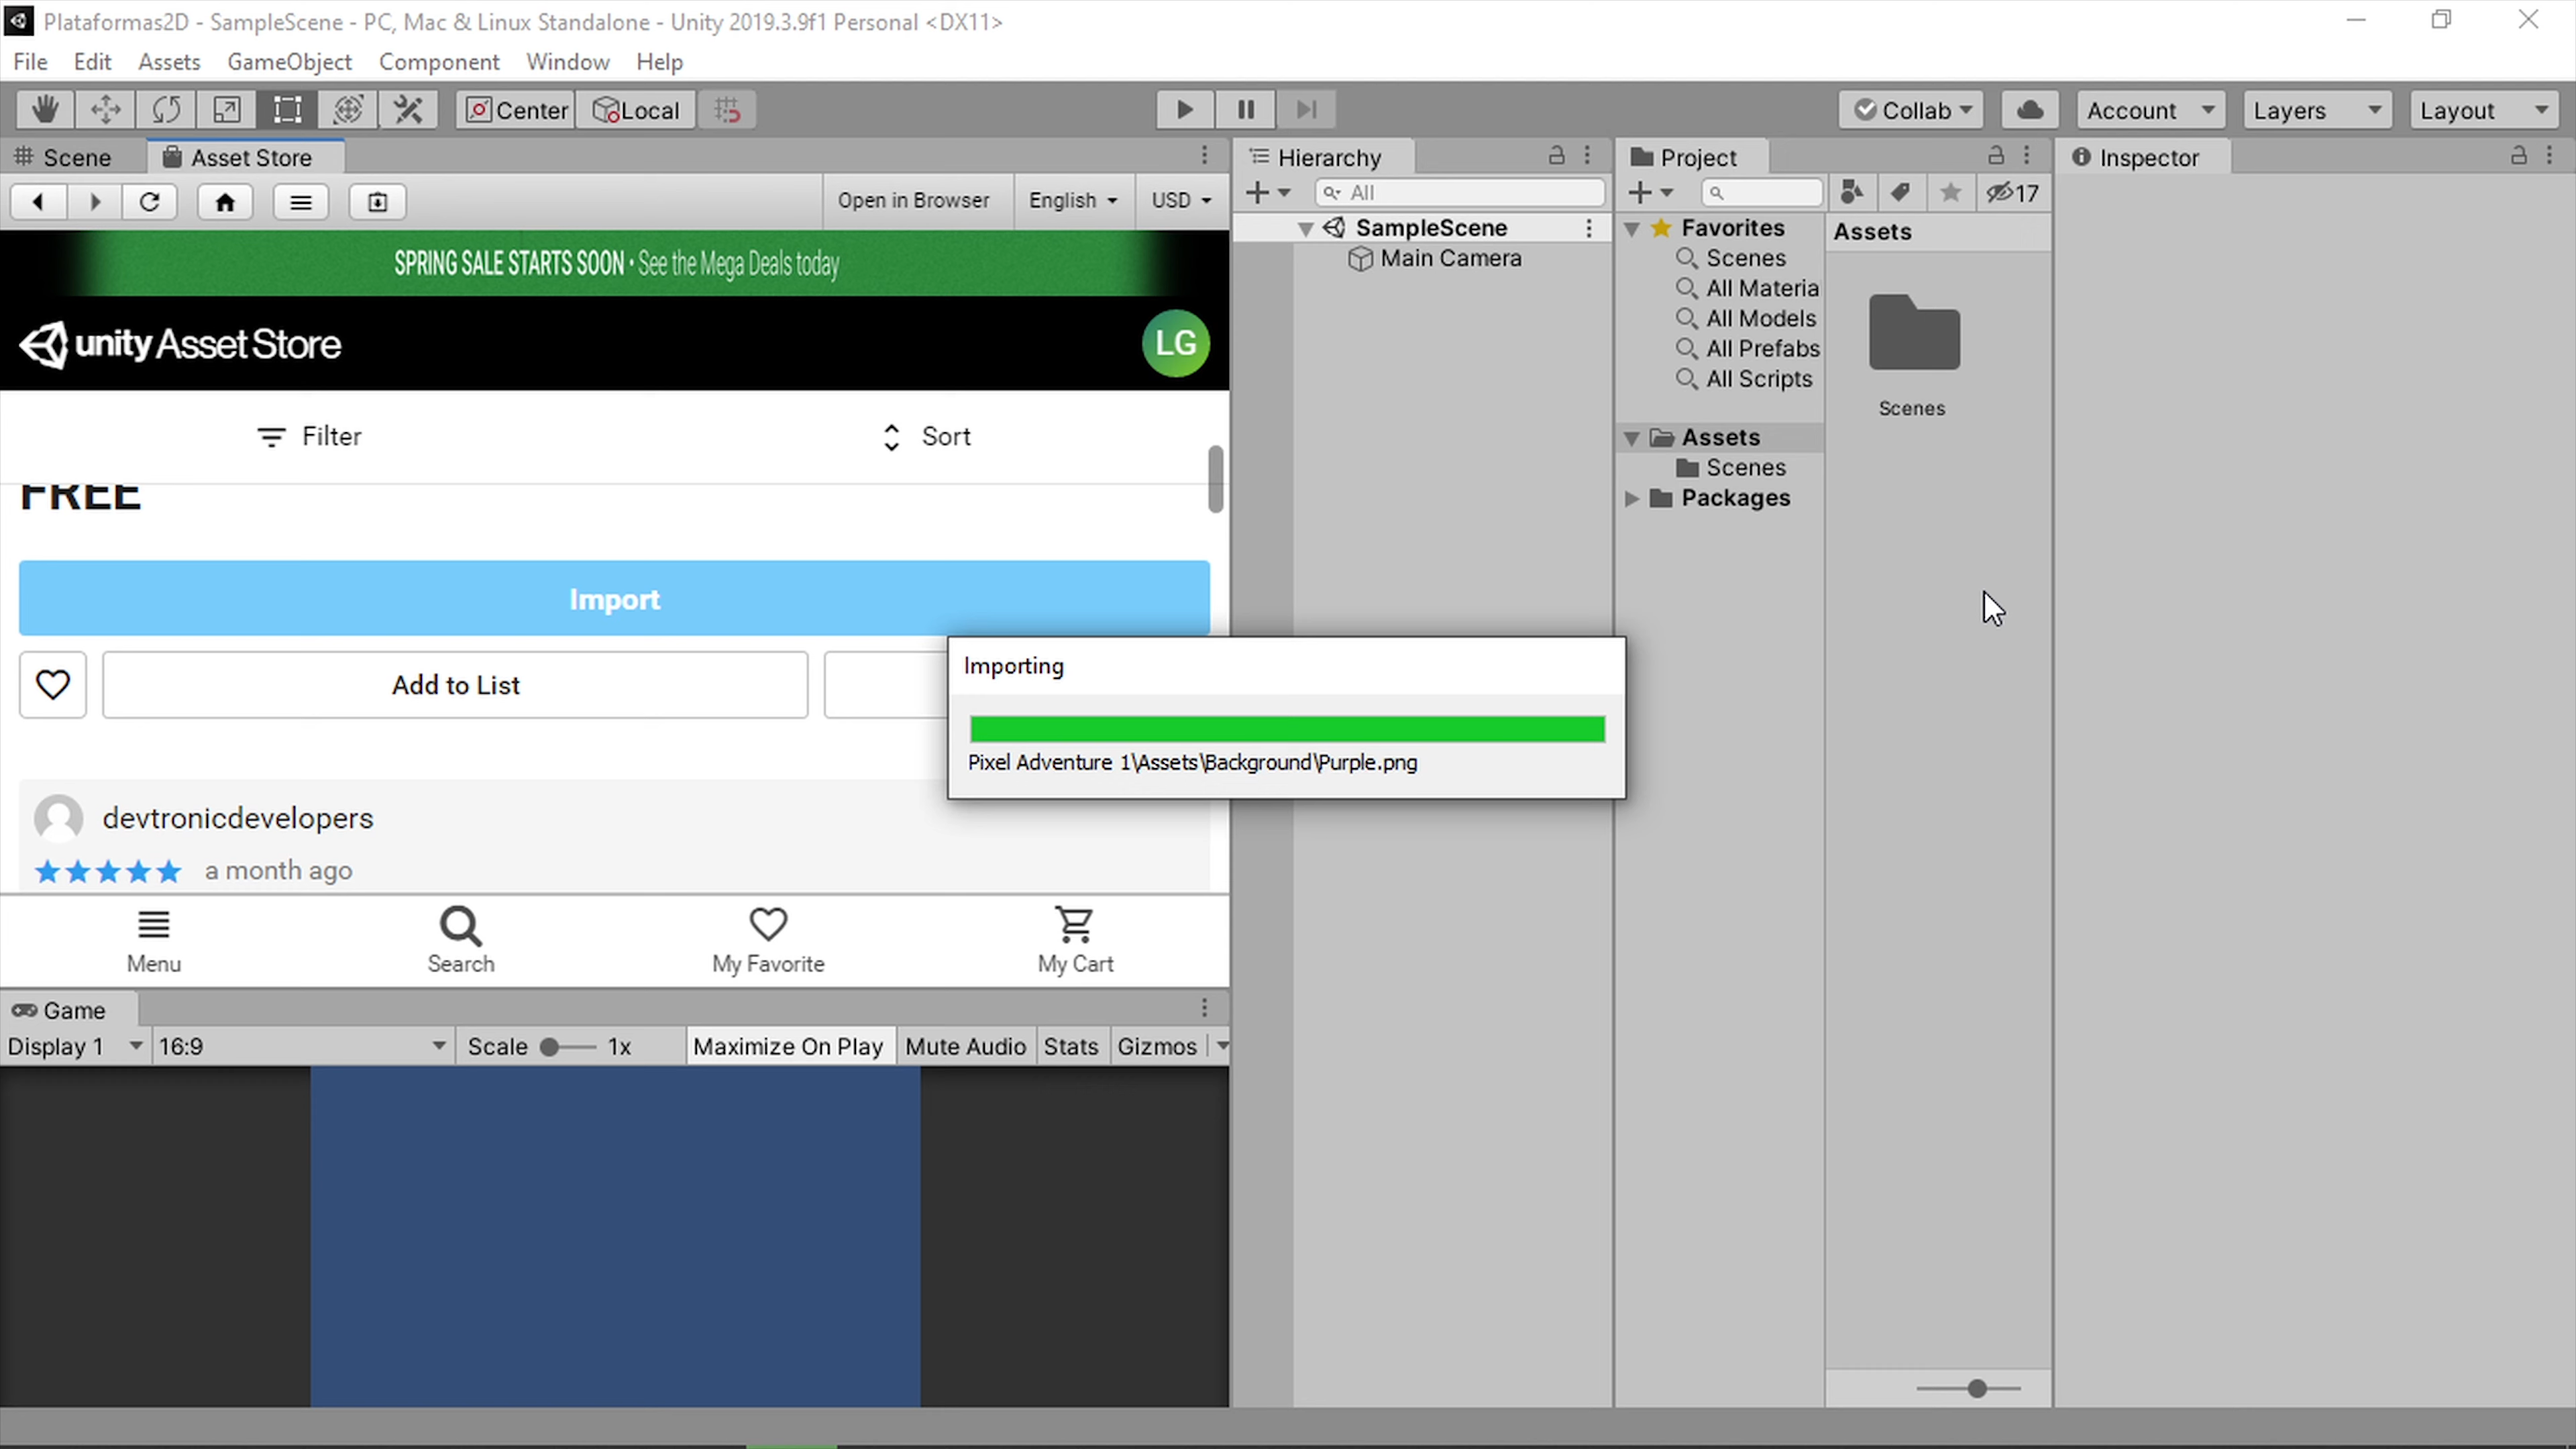 Plataformas2D - SampleScene - PC, Mac & Linux Standalone - Unity 2019.3.9f1 Personal <DX11>
File Edit Assets GameObject Component Window Help
Center Local Collab Account Layers Layout
Scene Asset Store
Open in Browser English USD
SPRING SALE STARTS SOON • See the Mega Deals today
unity Asset Store
LG
Filter Sort
FREE
Import
Add to List
devtronicdevelopers
a month ago
Menu Search My Favorite My Cart
Importing
Pixel Adventure 1\Assets\Background\Purple.png
Hierarchy
All
SampleScene
Main Camera
Project
17
Favorites
Scenes
All Materia
All Models
All Prefabs
All Scripts
Assets
Scenes
Packages
Assets
Scenes
Inspector
Game
Display 1 16:9 Scale 1x Maximize On Play Mute Audio Stats Gizmos